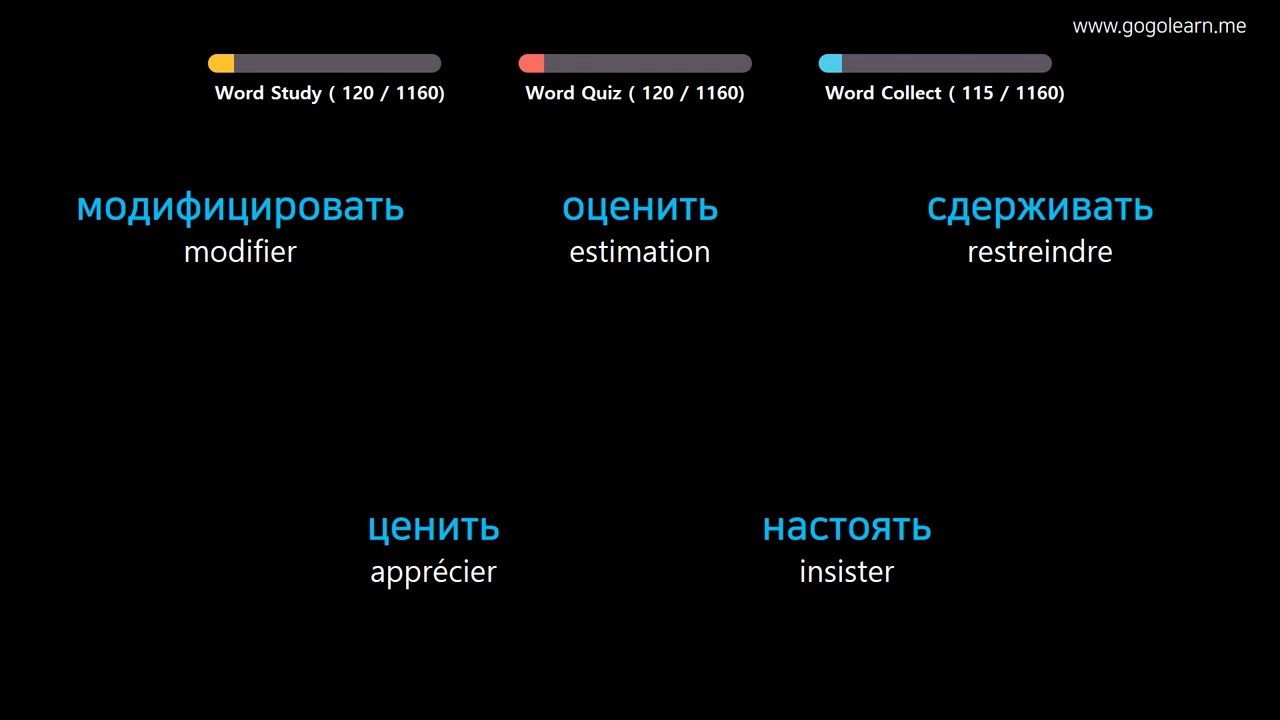 www.gogolearn.me
Word Study ( 120 / 1160)
Word Quiz ( 120 / 1160)
Word Collect ( 115 / 1160)
модифицировать
modifier
оценить
estimation
сдерживать
restreindre
ценить
apprécier
настоять
insister